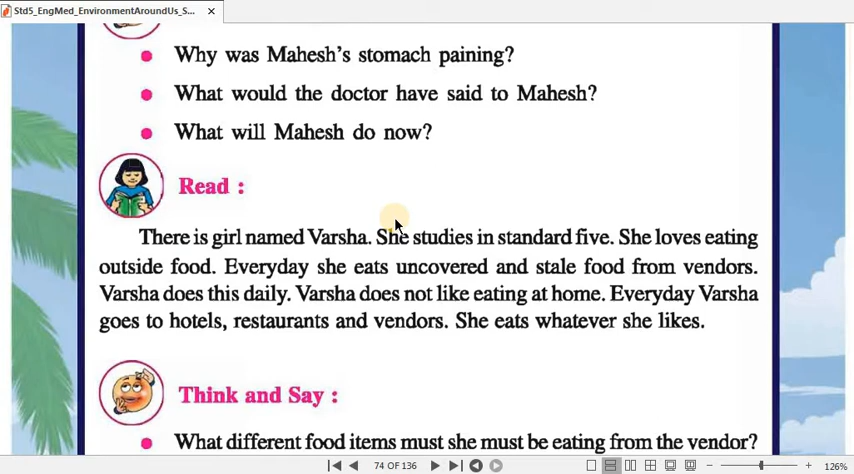 Std5_EngMed_EnvironmentAroundUs_S...
Why was Mahesh's stomach paining?
What would the doctor have said to Mahesh?
What will Mahesh do now?
Read :
There is girl named Varsha. She studies in standard five. She loves eating
outside food. Everyday she eats uncovered and stale food from vendors.
Varsha does this daily. Varsha does not like eating at home. Everyday Varsha
goes to hotels, restaurants and vendors. She eats whatever she likes.
Think and Say :
What different food items must she must be eating from the vendor?
74 OF 136
126%